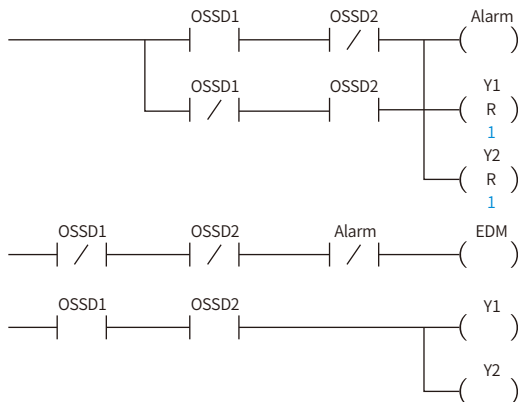 OSSD1 OSSD2 Alarm
OSSD1 OSSD2 Y1
R
1
Y2
R
1
OSSD1 OSSD2 Alarm EDM
OSSD1 OSSD2 Y1
Y2